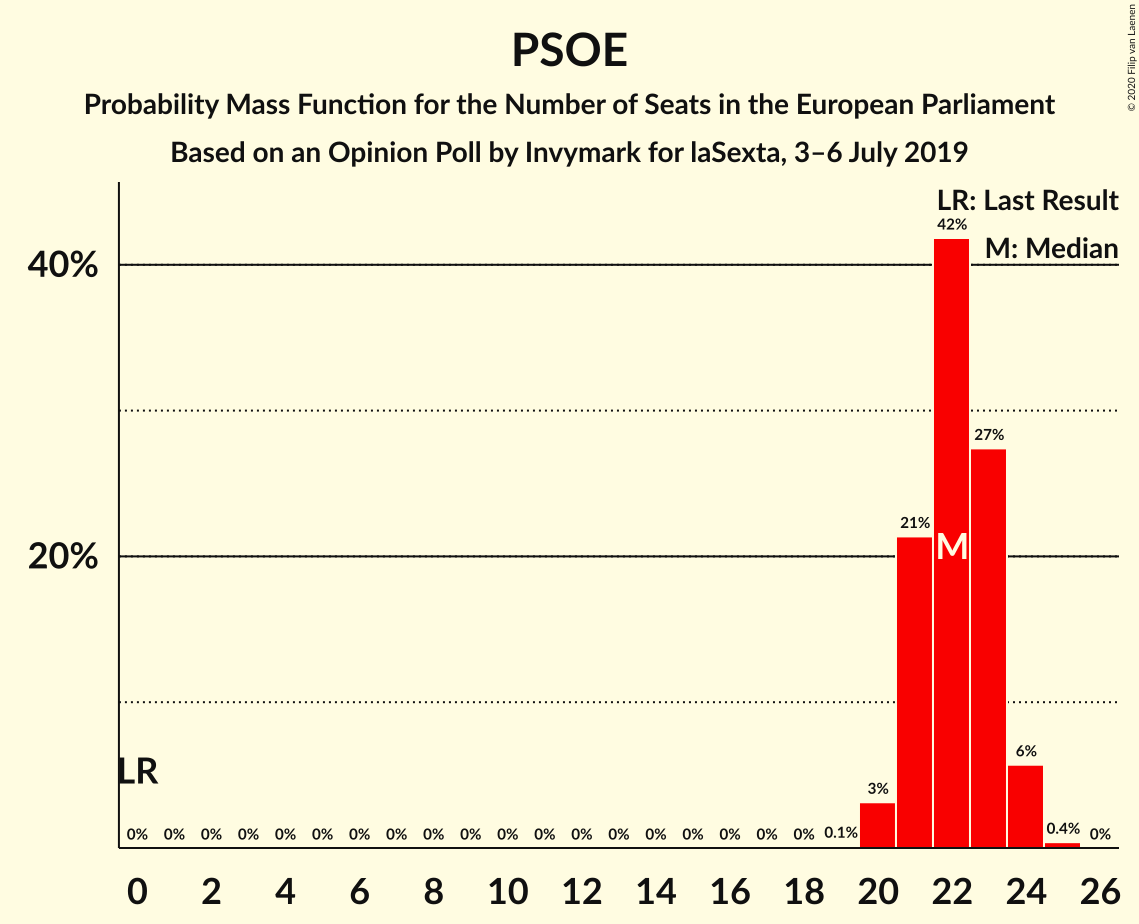 PSOE
Probability Mass Function for the Number of Seats in the European Parliament
Based on an Opinion Poll by Invymark for laSexta, 3–6 July 2019
© 2020 Filip van Laenen
LR: Last Result
M: Median
40%
20%
LR
M
0% 0% 0% 0% 0% 0% 0% 0% 0% 0% 0% 0% 0% 0% 0% 0% 0% 0% 0% 0.1% 3% 21% 42% 27% 6% 0.4% 0%
0 2 4 6 8 10 12 14 16 18 20 22 24 26